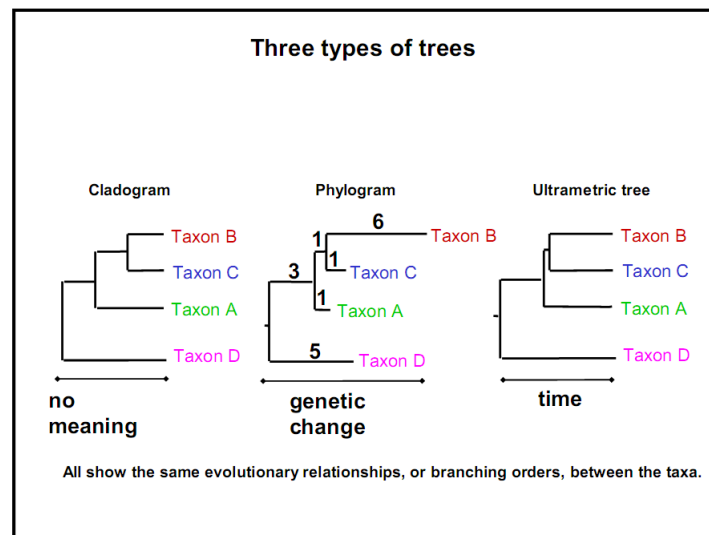 Three types of trees
Cladogram
Phylogram
Ultrametric tree
Taxon B
Taxon C
Taxon A
Taxon D
no
meaning
6
1
Taxon B
3
1
Taxon C
1
Taxon A
5
Taxon D
genetic
change
Taxon B
Taxon C
Taxon A
Taxon D
time
All show the same evolutionary relationships, or branching orders, between the taxa.